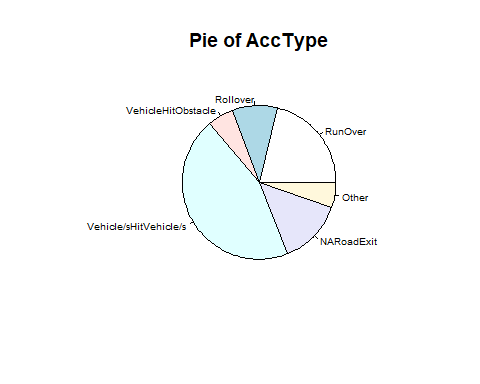 Pie of AccType
Rollover
VehicleHitObstacle
RunOver
Other
Vehicle/sHitVehicle/s
NARoadExit